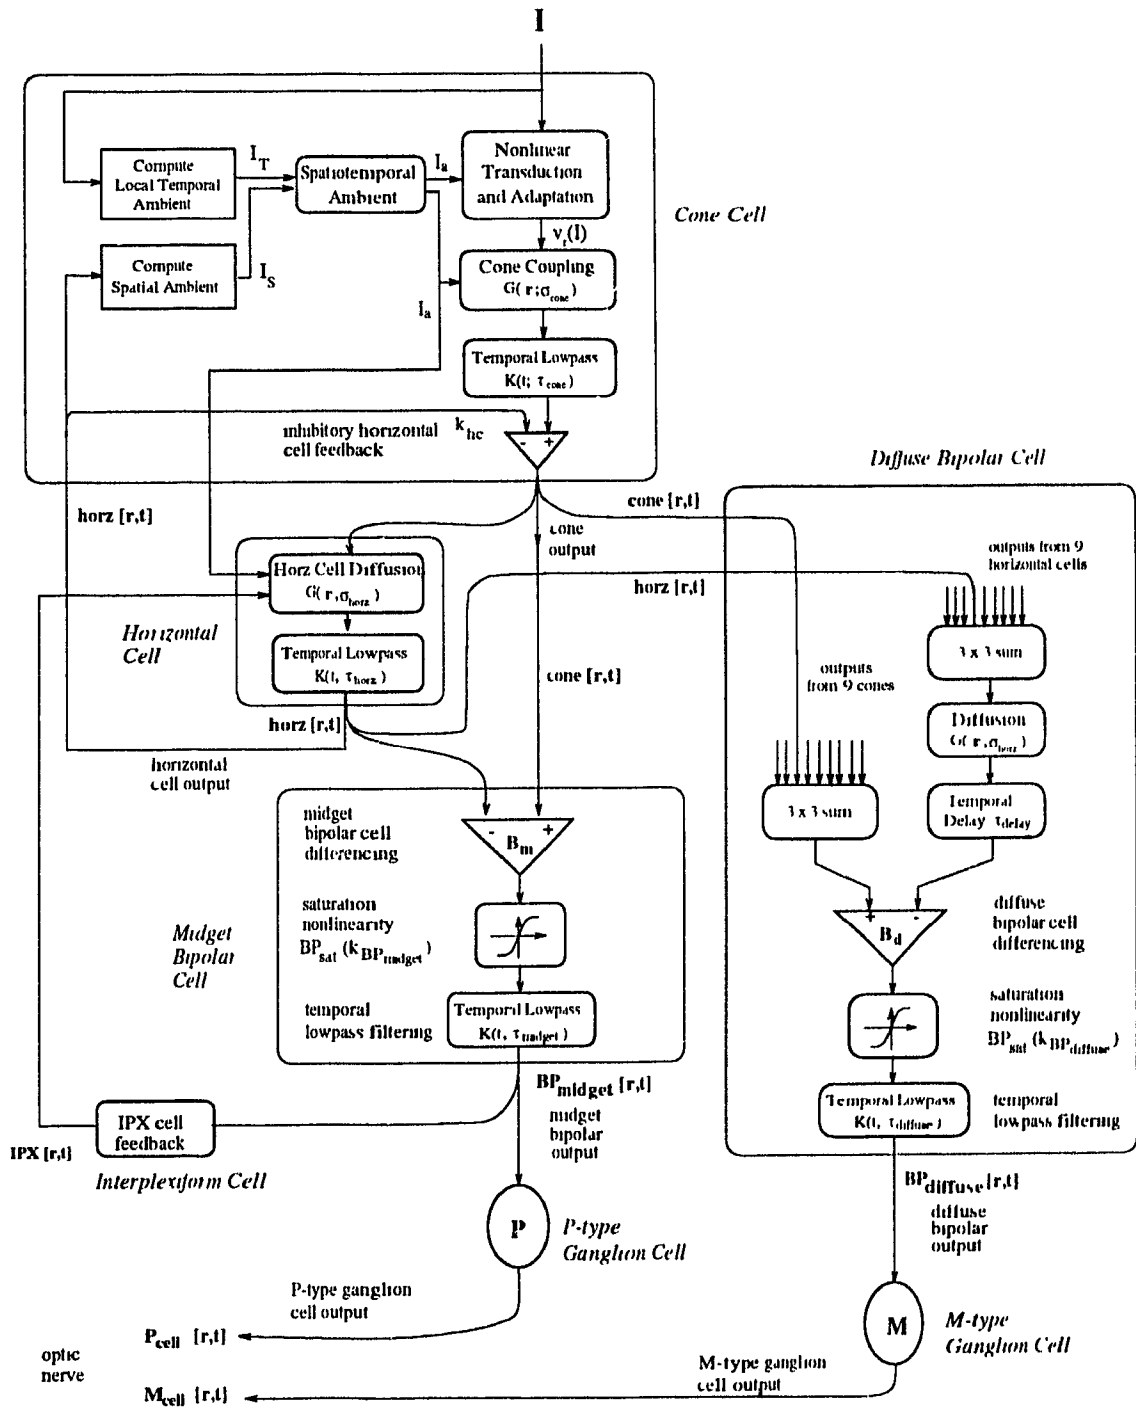 I
Compute
Local Temporal
Ambient
I_T
Spatiotemporal
Ambient
I_a
Nonlinear
Transduction
and Adaptation
Cone Cell
v_r(I)
Compute
Spatial Ambient
I_S
Cone Coupling
G( r ; σ_cone )
I_a
Temporal Lowpass
K(t; τ_cone)
inhibitory horizontal
cell feedback
k_hc
- +
Diffuse Bipolar Cell
horz [r,t]
cone [r,t]
cone
output
outputs from 9
horizontal cells
Horz Cell Diffusion
G( r , σ_horz )
horz [r,t]
Horizontal
Cell
3 x 3 sum
Temporal Lowpass
K(t, τ_horz)
cone [r,t]
outputs
from 9 cones
horz [r,t]
Diffusion
G( r, σ_horz )
horizontal
cell output
3 x 3 sum
Temporal
Delay τ_delay
midget
bipolar cell
differencing
- +
B_m
saturation
nonlinearity
BP_sat (k_BP_midget)
Midget
Bipolar
Cell
+ -
B_d
diffuse
bipolar cell
differencing
temporal
lowpass filtering
Temporal Lowpass
K(t, τ_midget)
saturation
nonlinearity
BP_sat (k_BP_diffuse)
BP_midget [r,t]
midget
bipolar
output
Temporal Lowpass
K(t, τ_diffuse)
temporal
lowpass filtering
IPX cell
feedback
IPX [r,t]
Interplexiform Cell
BP_diffuse [r,t]
diffuse
bipolar
output
P
P-type
Ganglion Cell
P-type ganglion
cell output
M
M-type
Ganglion Cell
P_cell [r,t]
optic
nerve
M-type ganglion
cell output
M_cell [r,t]